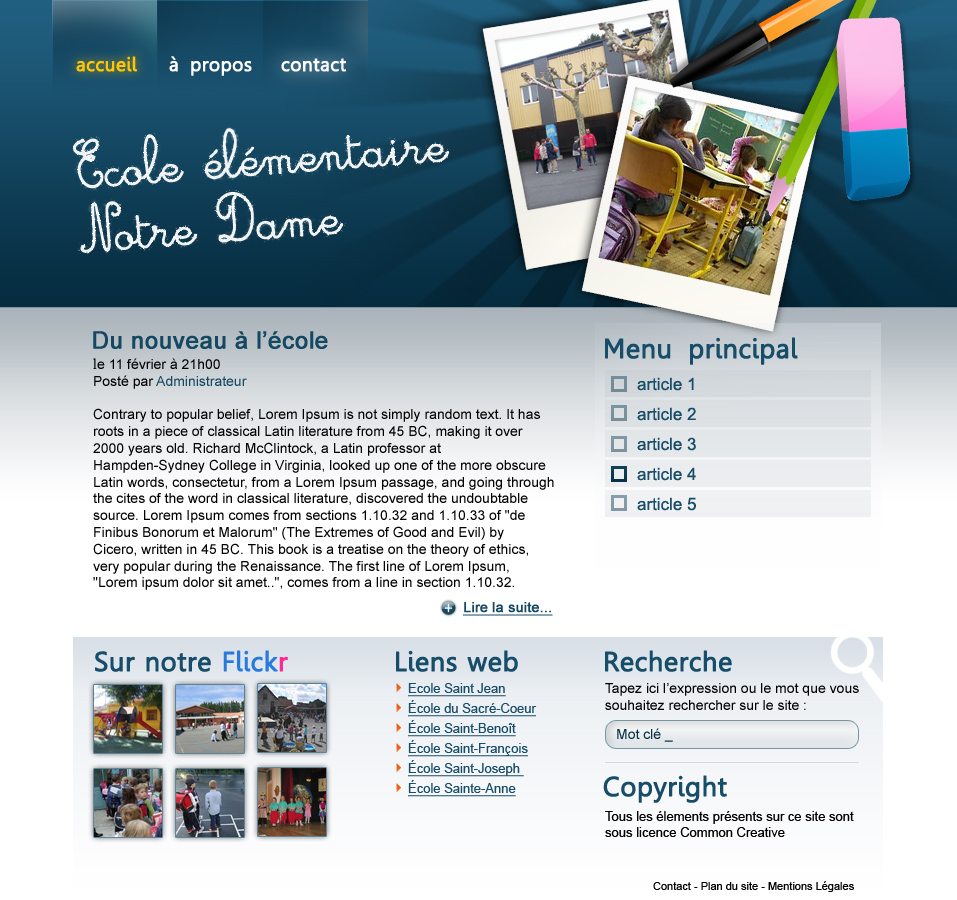 accueil à propos contact
Ecole élémentaire
Notre Dame
Du nouveau à l'école
le 11 février à 21h00
Posté par Administrateur
Contrary to popular belief, Lorem Ipsum is not simply random text. It has
roots in a piece of classical Latin literature from 45 BC, making it over
2000 years old. Richard McClintock, a Latin professor at
Hampden-Sydney College in Virginia, looked up one of the more obscure
Latin words, consectetur, from a Lorem Ipsum passage, and going through
the cites of the word in classical literature, discovered the undoubtable
source. Lorem Ipsum comes from sections 1.10.32 and 1.10.33 of "de
Finibus Bonorum et Malorum" (The Extremes of Good and Evil) by
Cicero, written in 45 BC. This book is a treatise on the theory of ethics,
very popular during the Renaissance. The first line of Lorem Ipsum,
"Lorem ipsum dolor sit amet..", comes from a line in section 1.10.32.
Lire la suite...
Menu principal
article 1
article 2
article 3
article 4
article 5
Sur notre Flickr
Liens web
Ecole Saint Jean
École du Sacré-Coeur
École Saint-Benoît
École Saint-François
École Saint-Joseph
École Sainte-Anne
Recherche
Tapez ici l'expression ou le mot que vous
souhaitez rechercher sur le site :
Mot clé _
Copyright
Tous les élements présents sur ce site sont
sous licence Common Creative
Contact - Plan du site - Mentions Légales